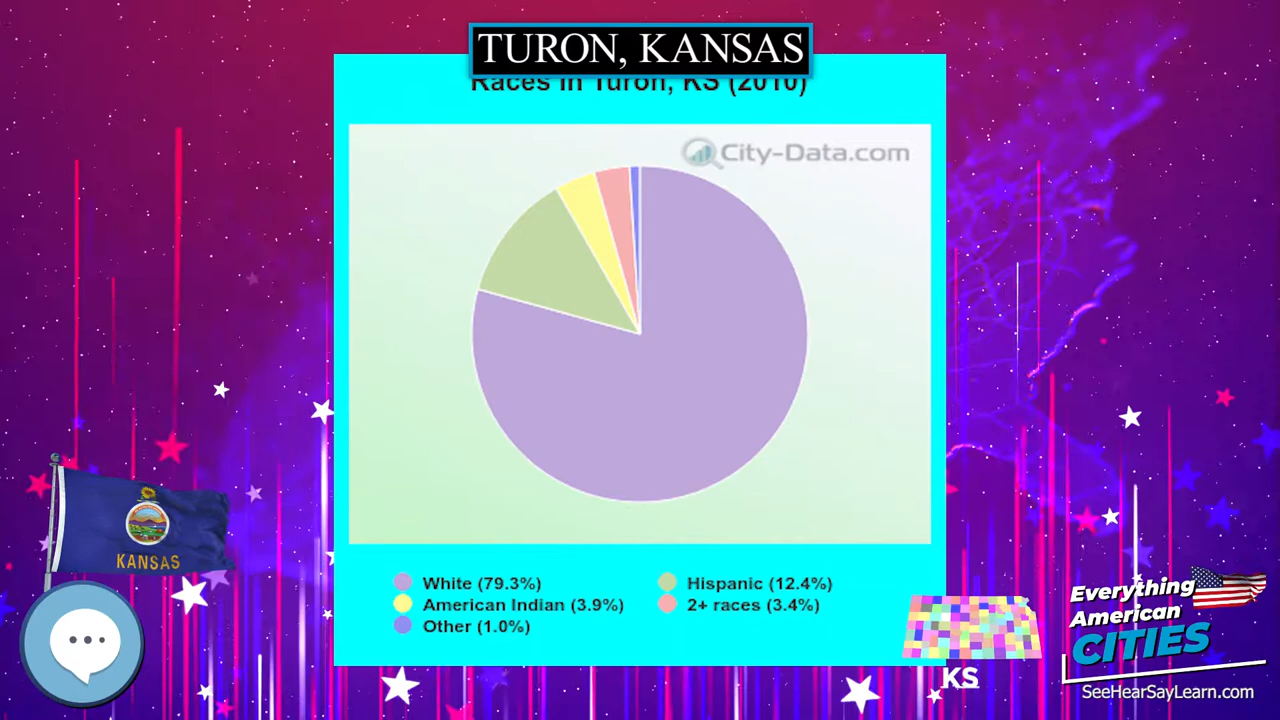 TURON, KANSAS
Races in Turon, KS (2010)
City-Data.com
White (79.3%)
Hispanic (12.4%)
American Indian (3.9%)
2+ races (3.4%)
Other (1.0%)
KANSAS
KS
Everything
American
CITIES
SeeHearSayLearn.com